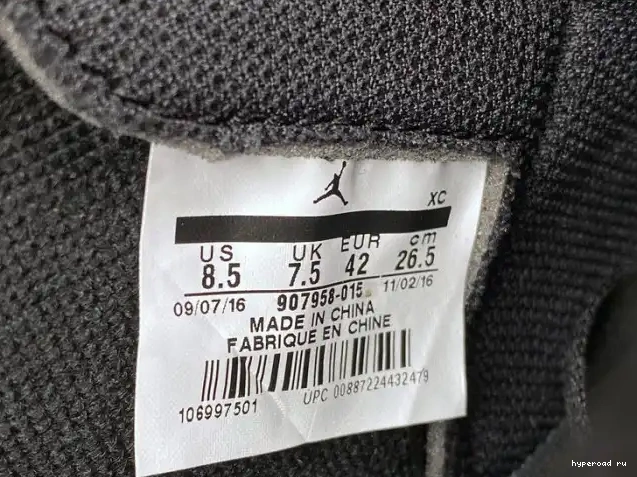 XC
US UK EUR cm
8.5 7.5 42 26.5
09/07/16 907958-015 11/02/16
MADE IN CHINA
FABRIQUE EN CHINE
106997501 UPC 00887224432479
hyperoad ru